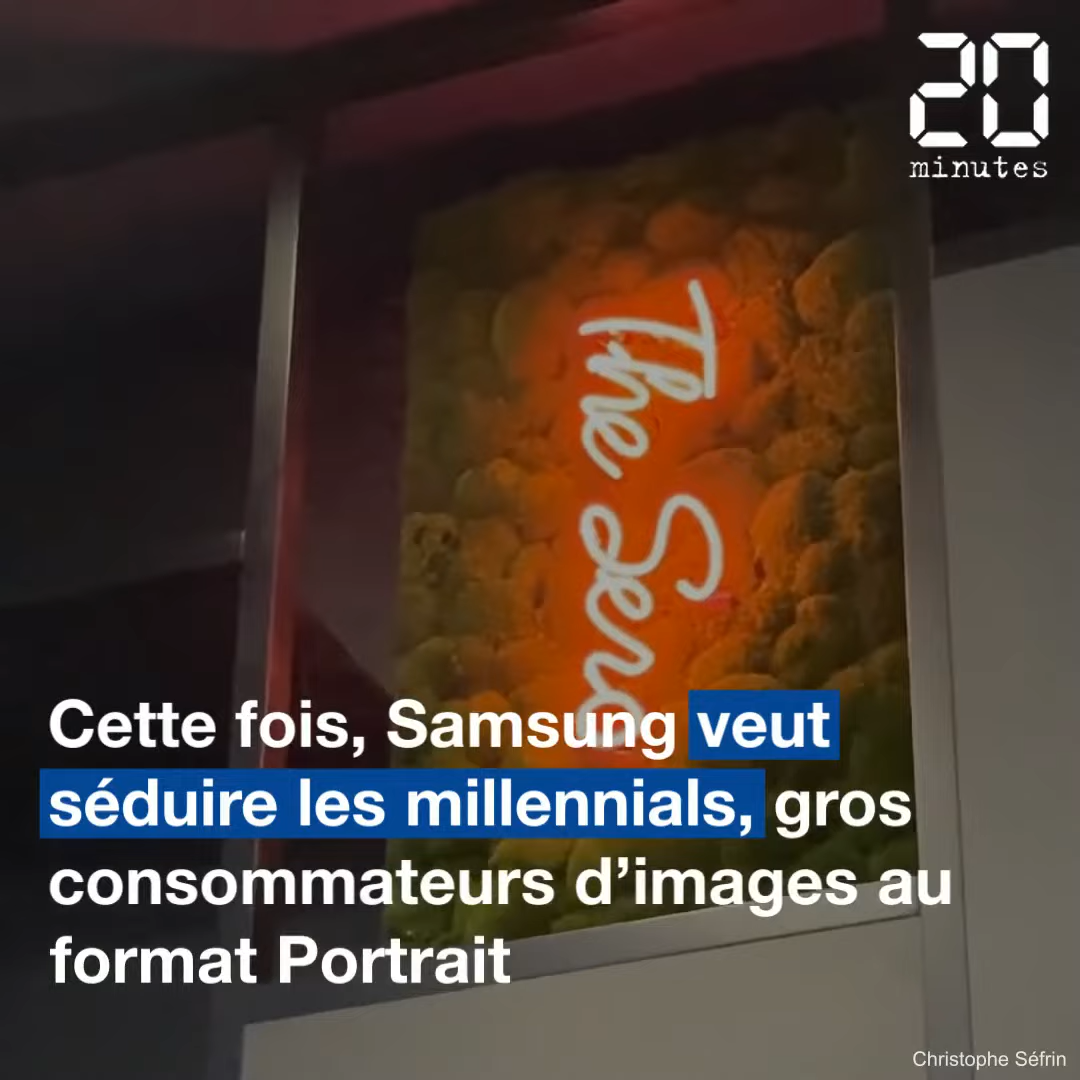 20
minutes
The Sero
Cette fois, Samsung veut
séduire les millennials, gros
consommateurs d’images au
format Portrait
Christophe Séfrin